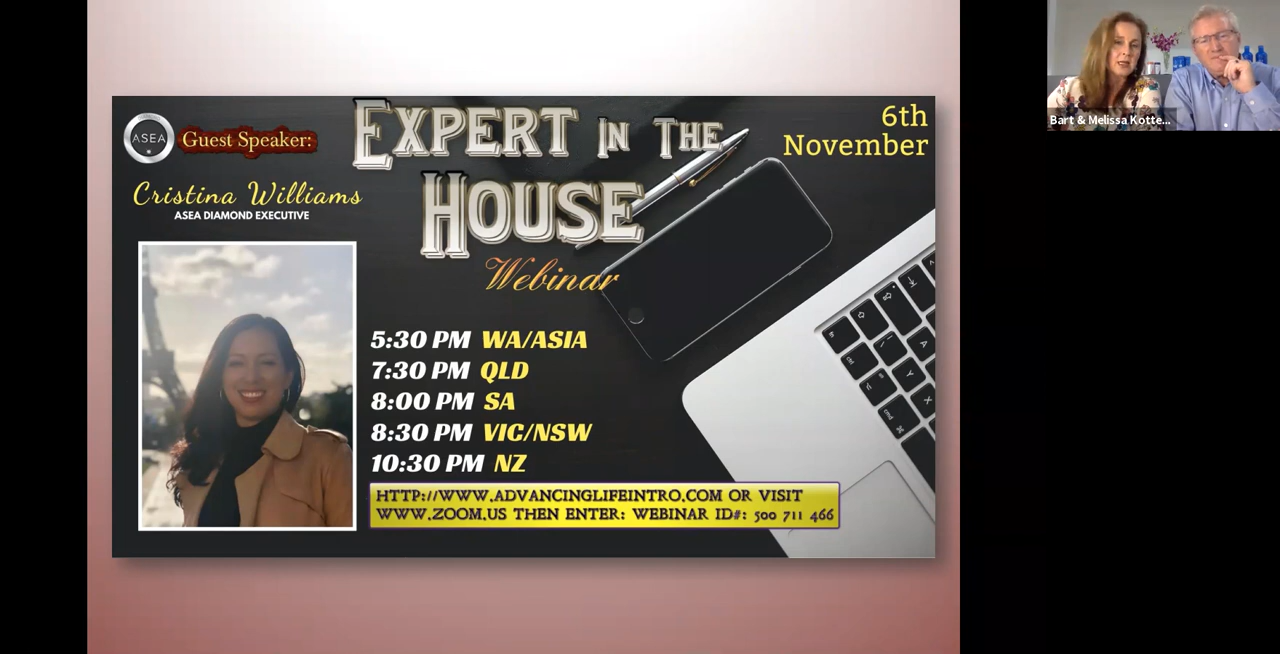 ASEA
Guest Speaker:
Cristina Williams
ASEA DIAMOND EXECUTIVE
EXPERT IN THE
HOUSE
Webinar
6th
November
5:30 PM WA/ASIA
7:30 PM QLD
8:00 PM SA
8:30 PM VIC/NSW
10:30 PM NZ
HTTP://WWW.ADVANCINGLIFEINTRO.COM OR VISIT
WWW.ZOOM.US THEN ENTER: WEBINAR ID#: 500 711 466
Bart & Melissa Kotte...